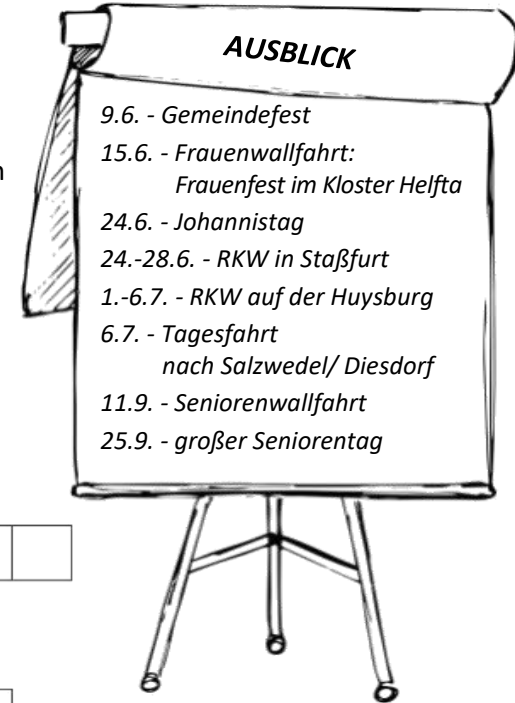 AUSBLICK
9.6. - Gemeindefest
15.6. - Frauenwallfahrt:
Frauenfest im Kloster Helfta
24.6. - Johannistag
24.-28.6. - RKW in Staßfurt
1.-6.7. - RKW auf der Huysburg
6.7. - Tagesfahrt
nach Salzwedel/ Diesdorf
11.9. - Seniorenwallfahrt
25.9. - großer Seniorentag